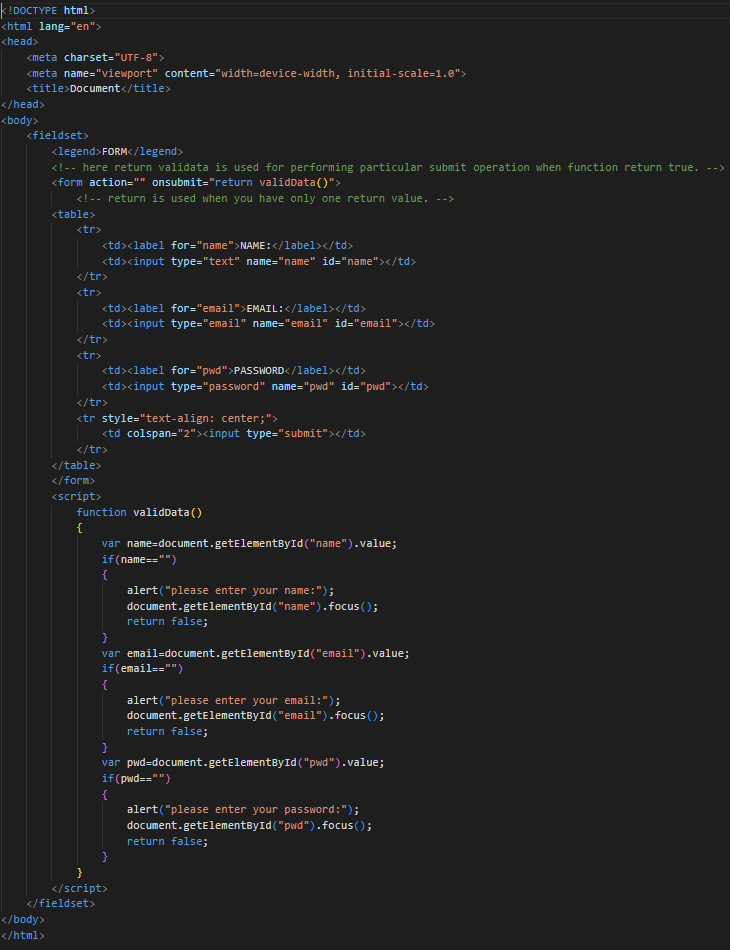 <!DOCTYPE html>
<html lang="en">
<head>
    <meta charset="UTF-8">
    <meta name="viewport" content="width=device-width, initial-scale=1.0">
    <title>Document</title>
</head>
<body>
    <fieldset>
        <legend>FORM</legend>
        <!-- here return validata is used for performing particular submit operation when function return true. -->
        <form action="" onsubmit="return validData()">
            <!-- return is used when you have only one return value. -->
        <table>
            <tr>
                <td><label for="name">NAME:</label></td>
                <td><input type="text" name="name" id="name"></td>
            </tr>
            <tr>
                <td><label for="email">EMAIL:</label></td>
                <td><input type="email" name="email" id="email"></td>
            </tr>
            <tr>
                <td><label for="pwd">PASSWORD</label></td>
                <td><input type="password" name="pwd" id="pwd"></td>
            </tr>
            <tr style="text-align: center;">
                <td colspan="2"><input type="submit"></td>
            </tr>
        </table>
        </form>
        <script>
            function validData()
            {
                var name=document.getElementById("name").value;
                if(name=="")
                {
                    alert("please enter your name:");
                    document.getElementById("name").focus();
                    return false;
                }
                var email=document.getElementById("email").value;
                if(email=="")
                {
                    alert("please enter your email:");
                    document.getElementById("email").focus();
                    return false;
                }
                var pwd=document.getElementById("pwd").value;
                if(pwd=="")
                {
                    alert("please enter your password:");
                    document.getElementById("pwd").focus();
                    return false;
                }
            }
        </script>
    </fieldset>
</body>
</html>